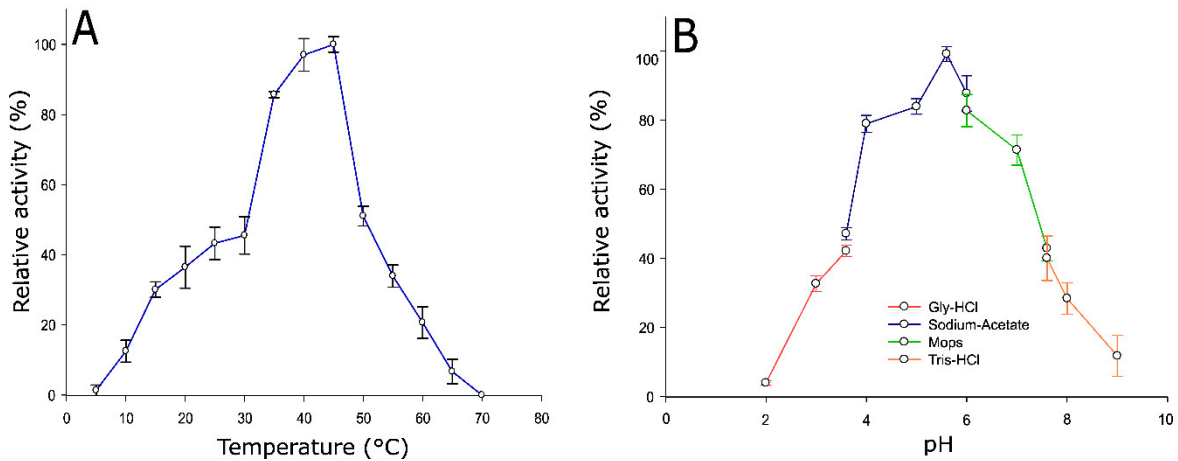 A
Relative activity (%)
100
80
60
40
20
0
0 10 20 30 40 50 60 70 80
Temperature (°C)
B
Relative activity (%)
100
80
60
40
20
0
Gly-HCl
Sodium-Acetate
Mops
Tris-HCl
0 2 4 6 8 10
pH